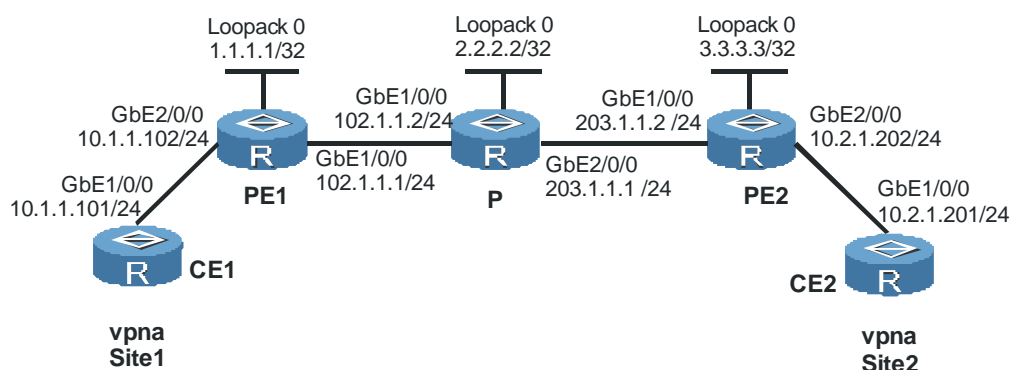 Loopack 0
1.1.1.1/32
Loopack 0
2.2.2.2/32
Loopack 0
3.3.3.3/32
GbE2/0/0
10.1.1.102/24
GbE1/0/0
102.1.1.2/24
GbE1/0/0
203.1.1.2 /24
GbE2/0/0
10.2.1.202/24
R
R
R
GbE1/0/0
102.1.1.1/24
GbE2/0/0
203.1.1.1 /24
PE1
P
PE2
GbE1/0/0
10.1.1.101/24
GbE1/0/0
10.2.1.201/24
R
CE1
CE2
R
vpna
Site1
vpna
Site2